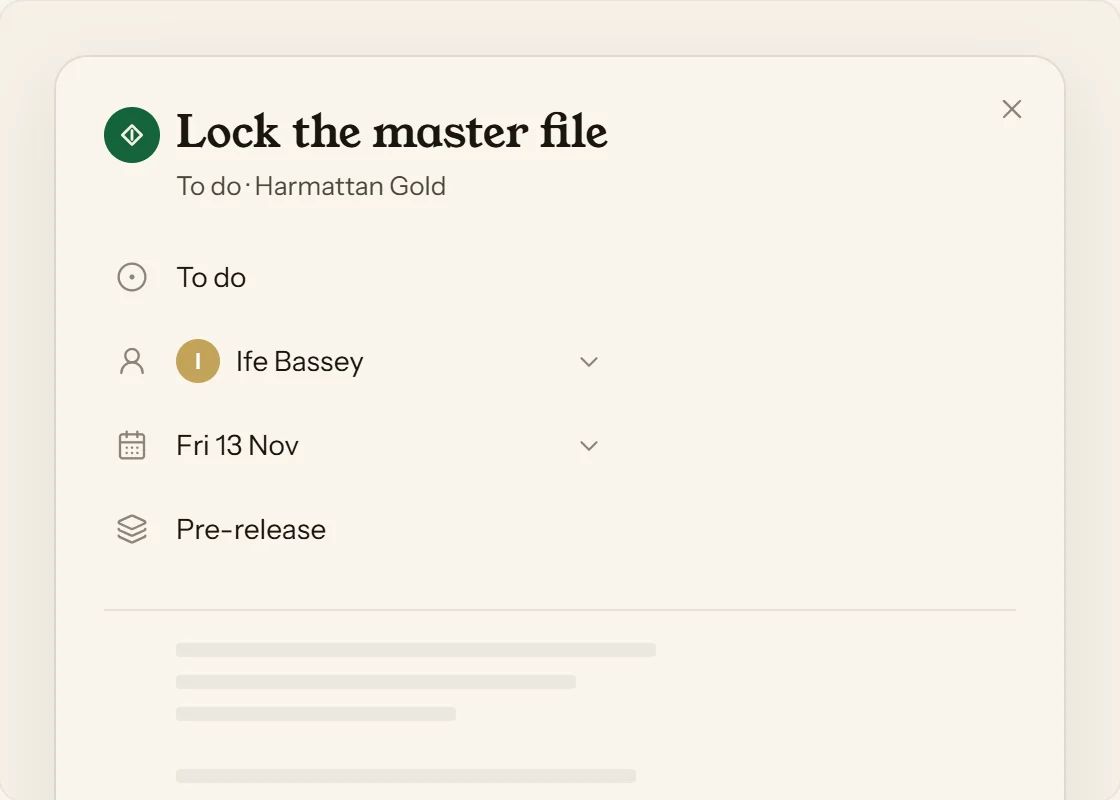 Lock the master file
To do · Harmattan Gold
To do
I Ife Bassey
Fri 13 Nov
Pre-release